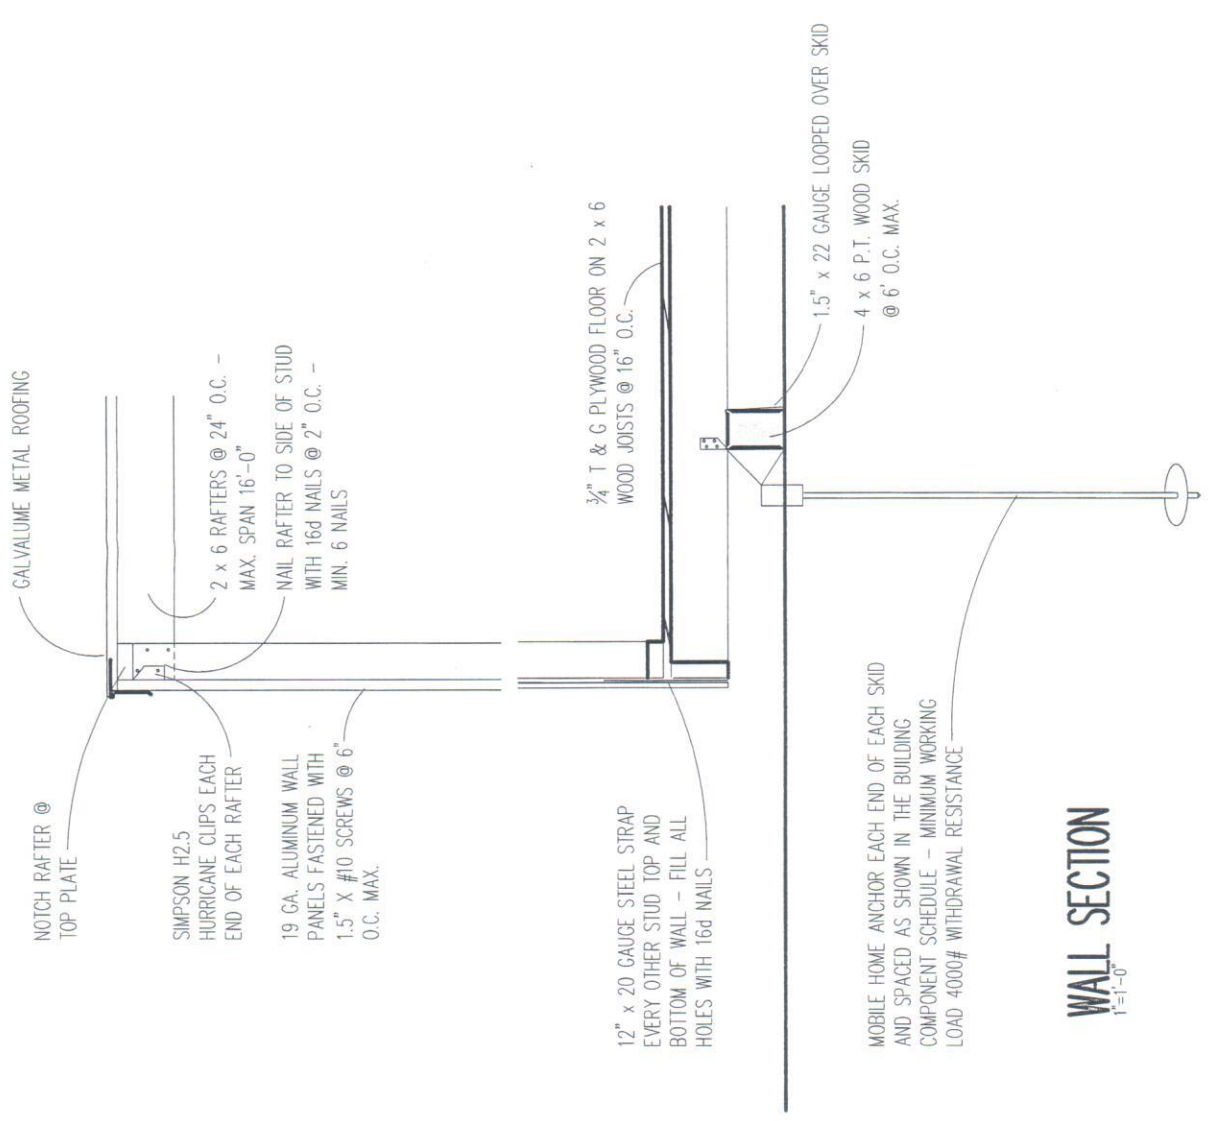 GALVALUME METAL ROOFING
NOTCH RAFTER @
TOP PLATE
2 x 6 RAFTERS @ 24" O.C. -
MAX. SPAN 16'-0"
NAIL RAFTER TO SIDE OF STUD
WITH 16d NAILS @ 2" O.C. -
MIN. 6 NAILS
SIMPSON H2.5
HURRICANE CLIPS EACH
END OF EACH RAFTER
19 GA. ALUMINUM WALL
PANELS FASTENED WITH
1.5" X #10 SCREWS @ 6"
O.C. MAX.
3/4" T & G PLYWOOD FLOOR ON 2 x 6
WOOD JOISTS @ 16" O.C.
12" x 20 GAUGE STEEL STRAP
EVERY OTHER STUD TOP AND
BOTTOM OF WALL - FILL ALL
HOLES WITH 16d NAILS
1.5" x 22 GAUGE LOOPED OVER SKID
4 x 6 P.T. WOOD SKID
@ 6' O.C. MAX.
MOBILE HOME ANCHOR EACH END OF EACH SKID
AND SPACED AS SHOWN IN THE BUILDING
COMPONENT SCHEDULE - MINIMUM WORKING
LOAD 4000# WITHDRAWAL RESISTANCE
WALL SECTION
1"=1'-0"